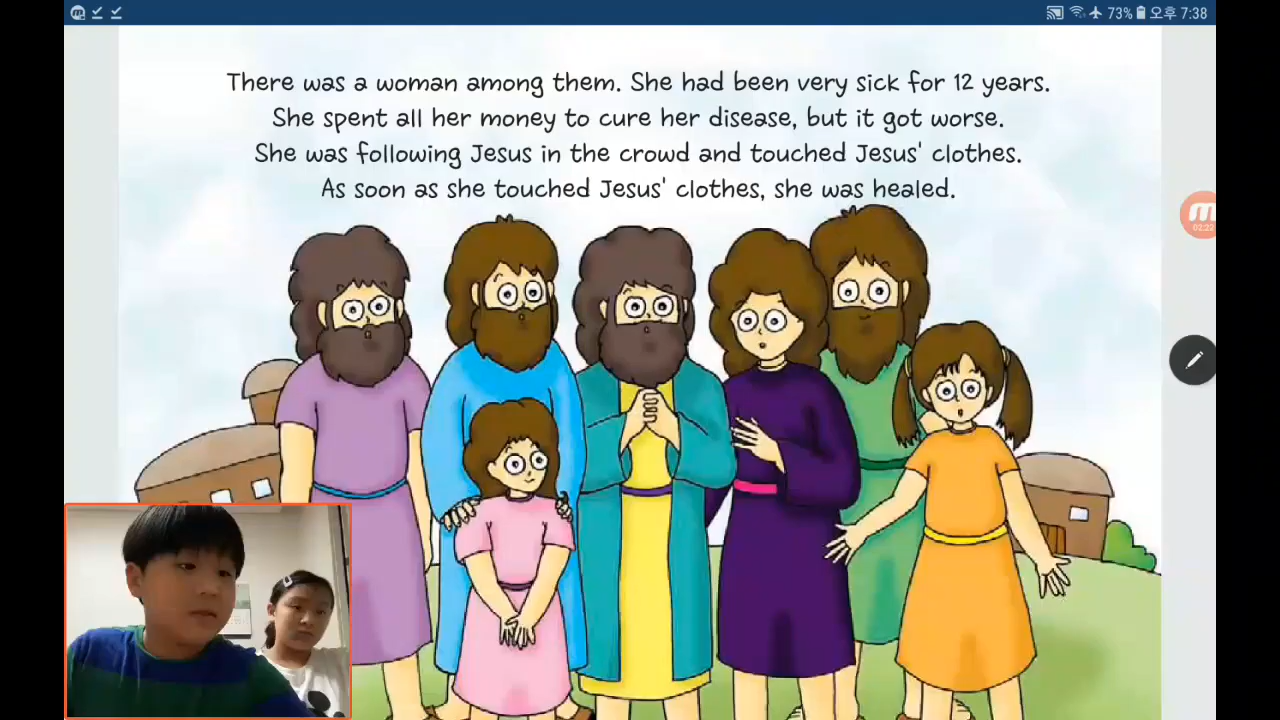 73% 오후 7:38
There was a woman among them. She had been very sick for 12 years.
She spent all her money to cure her disease, but it got worse.
She was following Jesus in the crowd and touched Jesus' clothes.
As soon as she touched Jesus' clothes, she was healed.
02:22